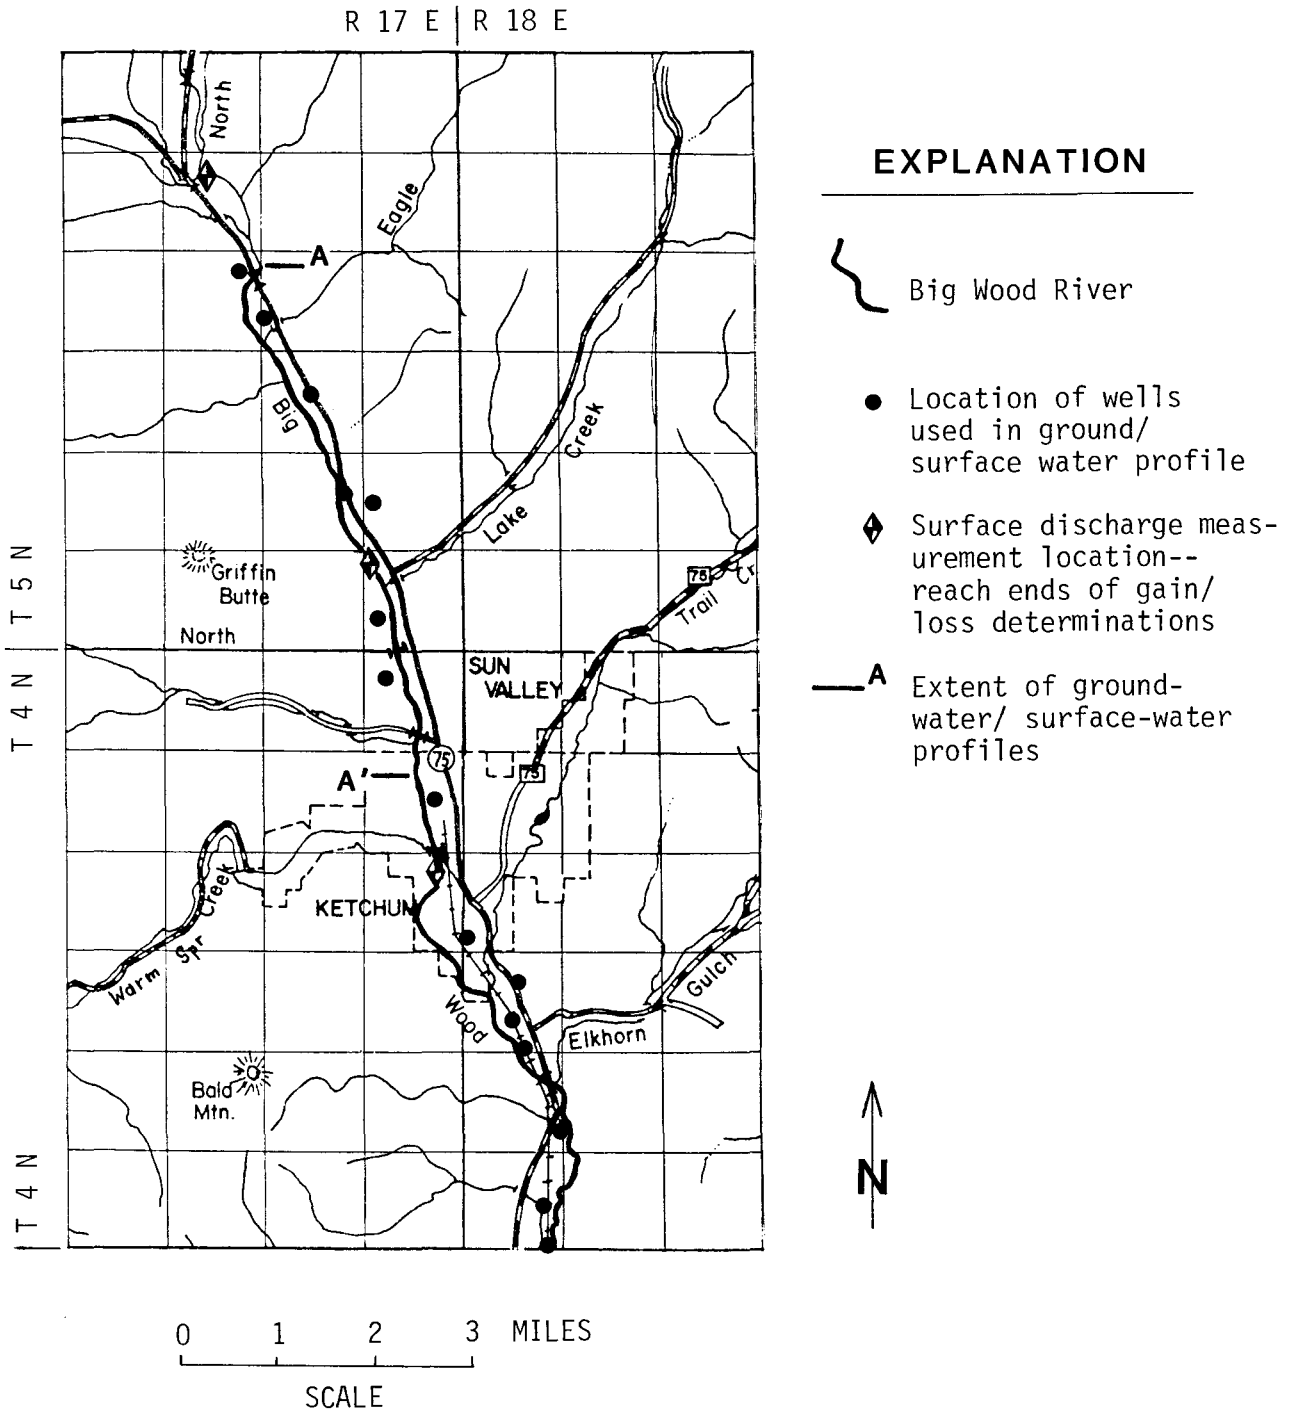 R 17 E R 18 E
North
Eagle
A
Big
Creek
Lake
Griffin
Butte
North
75
Trail Cr
SUN
VALLEY
75
75
A'
KETCHUM
Creek
Spr
Warm
Wood
Gulch
Elkhorn
Bald
Mtn.
T 5 N
T 4 N
T 4 N
EXPLANATION
Big Wood River
Location of wells
used in ground/
surface water profile
Surface discharge meas-
urement location--
reach ends of gain/
loss determinations
A
Extent of ground-
water/ surface-water
profiles
N
0 1 2 3 MILES
SCALE